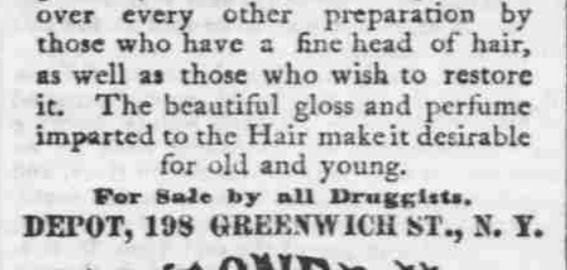 over every other preparation by
those who have a fine head of hair,
as well as those who wish to restore
it. The beautiful gloss and perfume
imparted to the Hair make it desirable
for old and young.
For Sale by all Druggists.
DEPOT, 198 GREENWICH ST., N. Y.